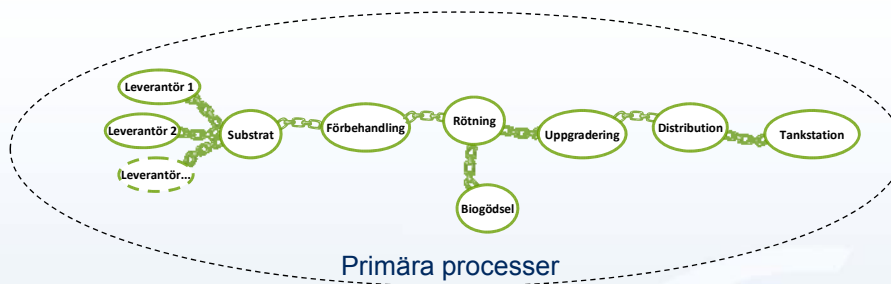 Leverantör 1
Leverantör 2
Leverantör...
Substrat
Förbehandling
Rötning
Uppgradering
Distribution
Tankstation
Biogödsel
Primära processer